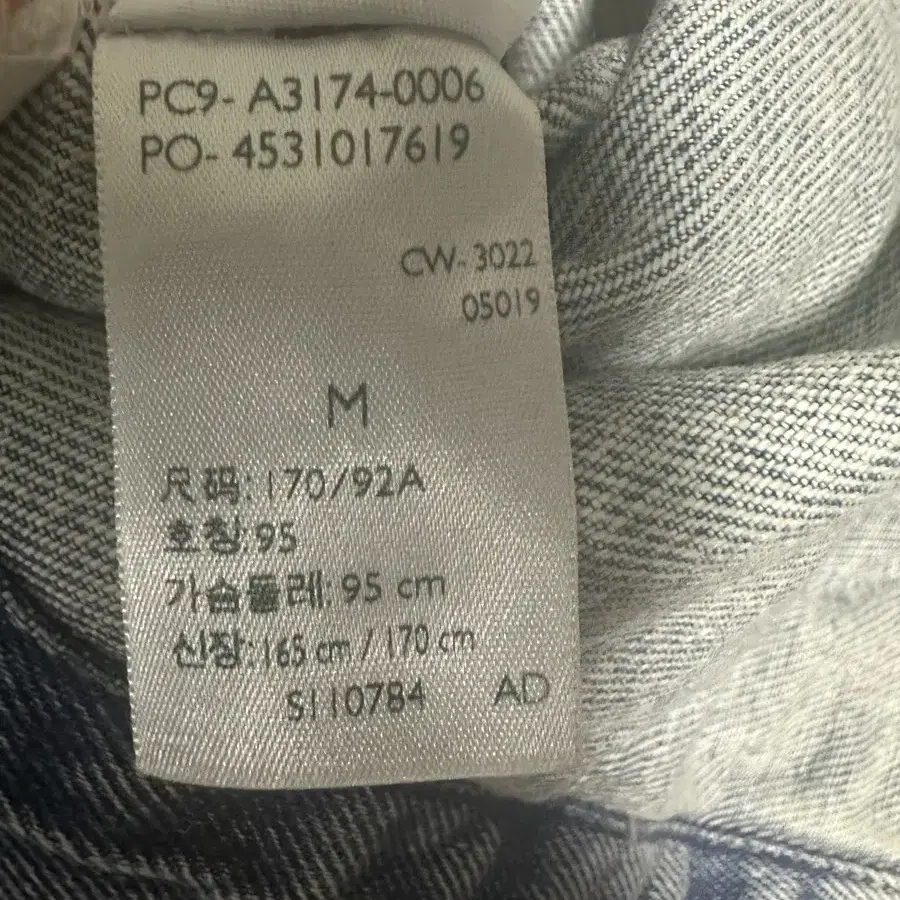 PC9- A3174-0006
PO- 4531017619
CW- 3022
05019
M
尺码: 170/92A
호칭: 95
가슴둘레: 95 cm
신장: 165 cm / 170 cm
S110784 AD